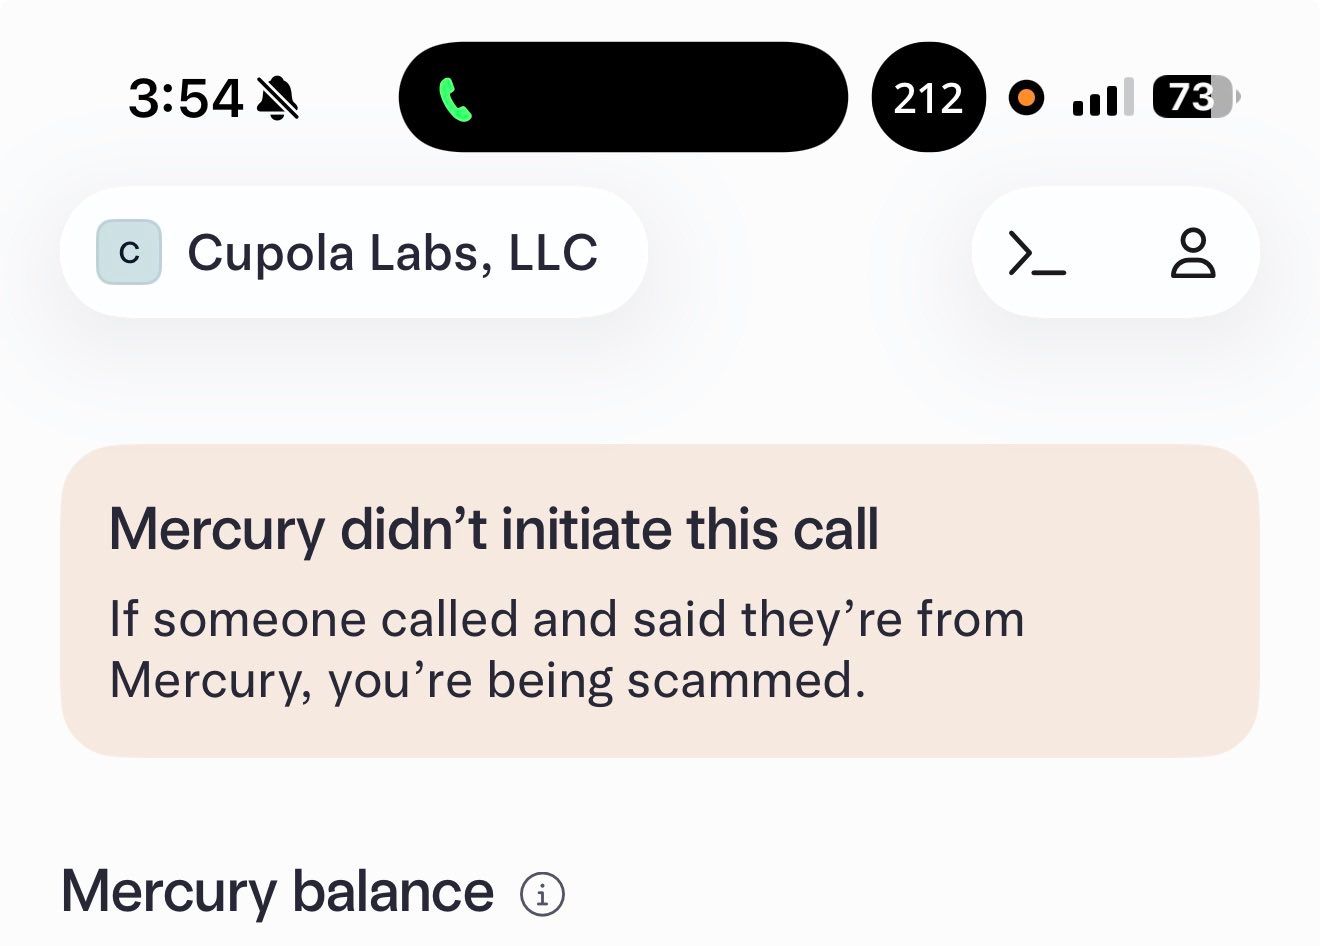 3:54
212
73
C
Cupola Labs, LLC
Mercury didn’t initiate this call
If someone called and said they’re from
Mercury, you’re being scammed.
Mercury balance